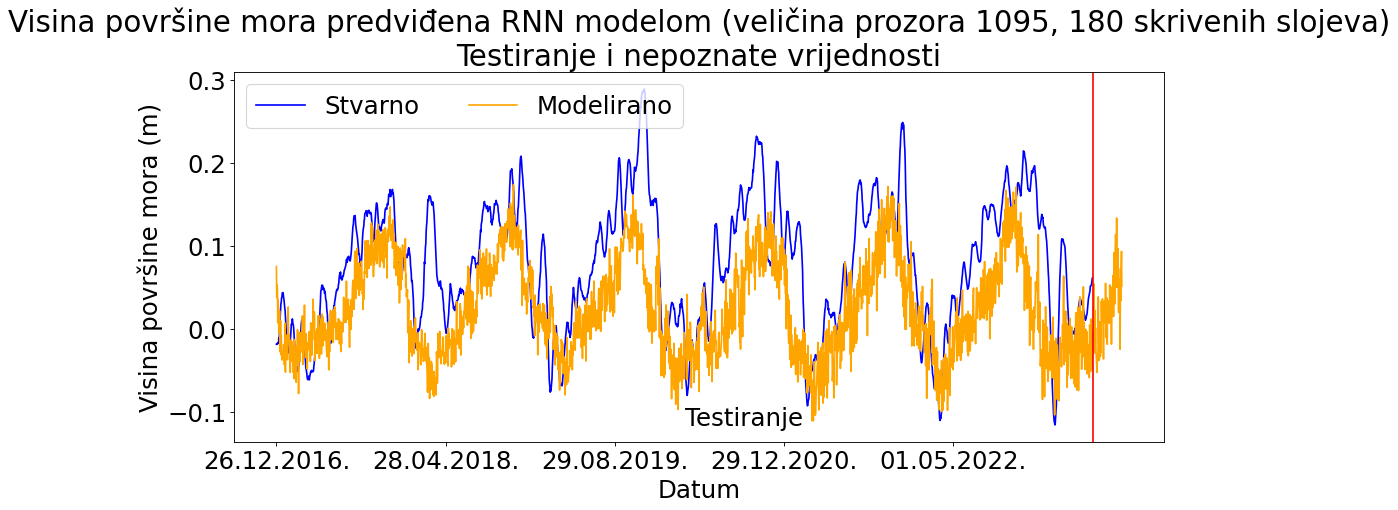 Visina površine mora predviđena RNN modelom (veličina prozora 1095, 180 skrivenih slojeva)
Testiranje i nepoznate vrijednosti
Stvarno
Modelirano
0.3
0.2
0.1
0.0
−0.1
Visina površine mora (m)
Testiranje
26.12.2016.
28.04.2018.
29.08.2019.
29.12.2020.
01.05.2022.
Datum